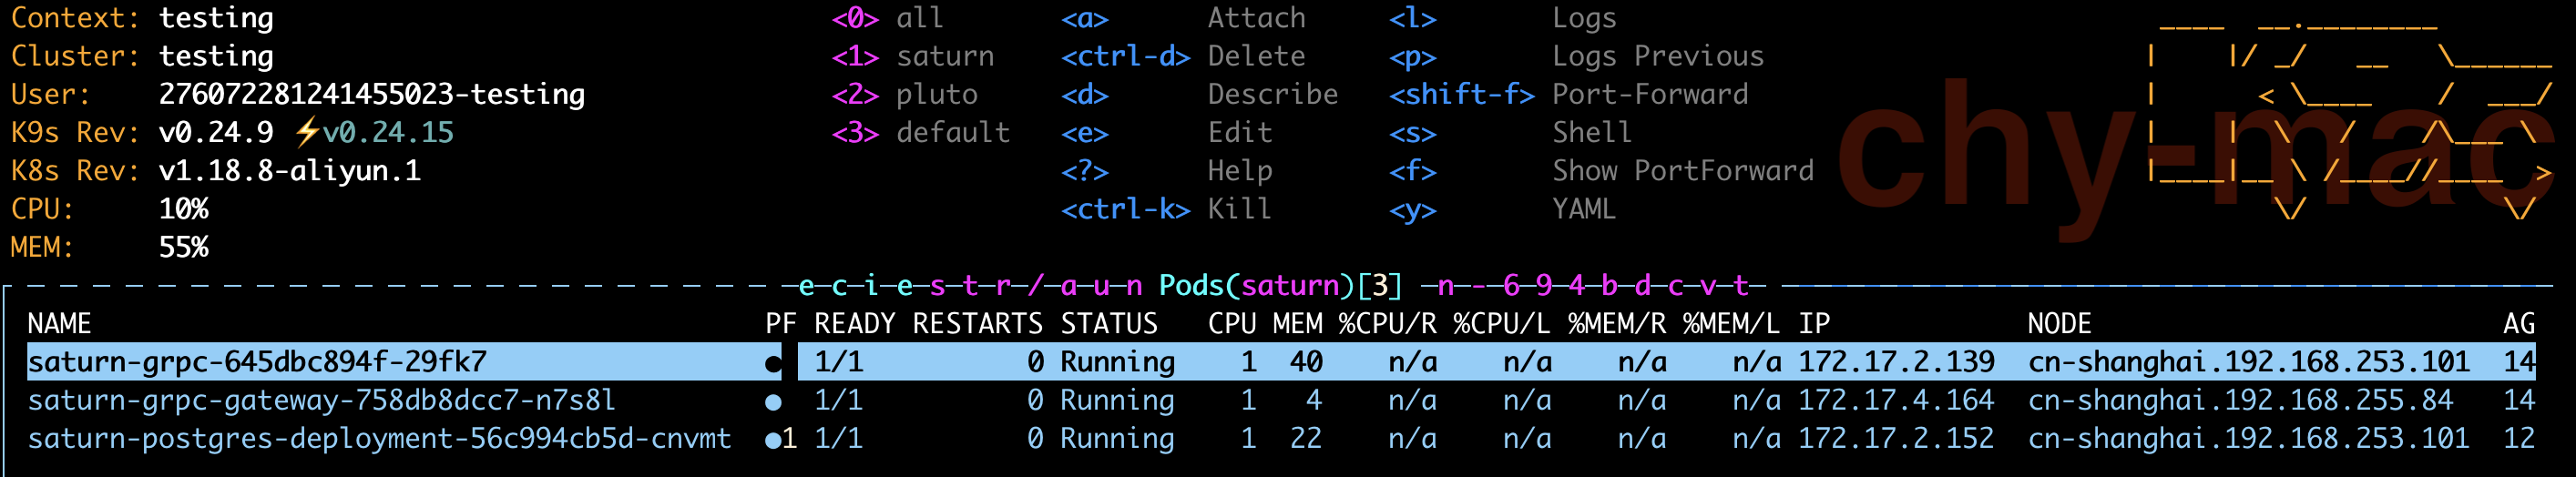 Context: testing <0> all <a> Attach <l> Logs
Cluster: testing <1> saturn <ctrl-d> Delete <p> Logs Previous
User: 276072281241455023-testing <2> pluto <d> Describe <shift-f> Port-Forward
K9s Rev: v0.24.9 ⚡v0.24.15 <3> default <e> Edit <s> Shell
K8s Rev: v1.18.8-aliyun.1 <?> Help <f> Show PortForward
CPU: 10% <ctrl-k> Kill <y> YAML
MEM: 55%
chy-mac
e-c-i-e-s-t-r-/-a-u-n Pods(saturn)[3] -n---6-9-4-b-d-c-v-t-
NAME PF READY RESTARTS STATUS CPU MEM %CPU/R %CPU/L %MEM/R %MEM/L IP NODE AG
saturn-grpc-645dbc894f-29fk7 ● 1/1 0 Running 1 40 n/a n/a n/a n/a 172.17.2.139 cn-shanghai.192.168.253.101 14
saturn-grpc-gateway-758db8dcc7-n7s8l ● 1/1 0 Running 1 4 n/a n/a n/a n/a 172.17.4.164 cn-shanghai.192.168.255.84 14
saturn-postgres-deployment-56c994cb5d-cnvmt ●1 1/1 0 Running 1 22 n/a n/a n/a n/a 172.17.2.152 cn-shanghai.192.168.253.101 12